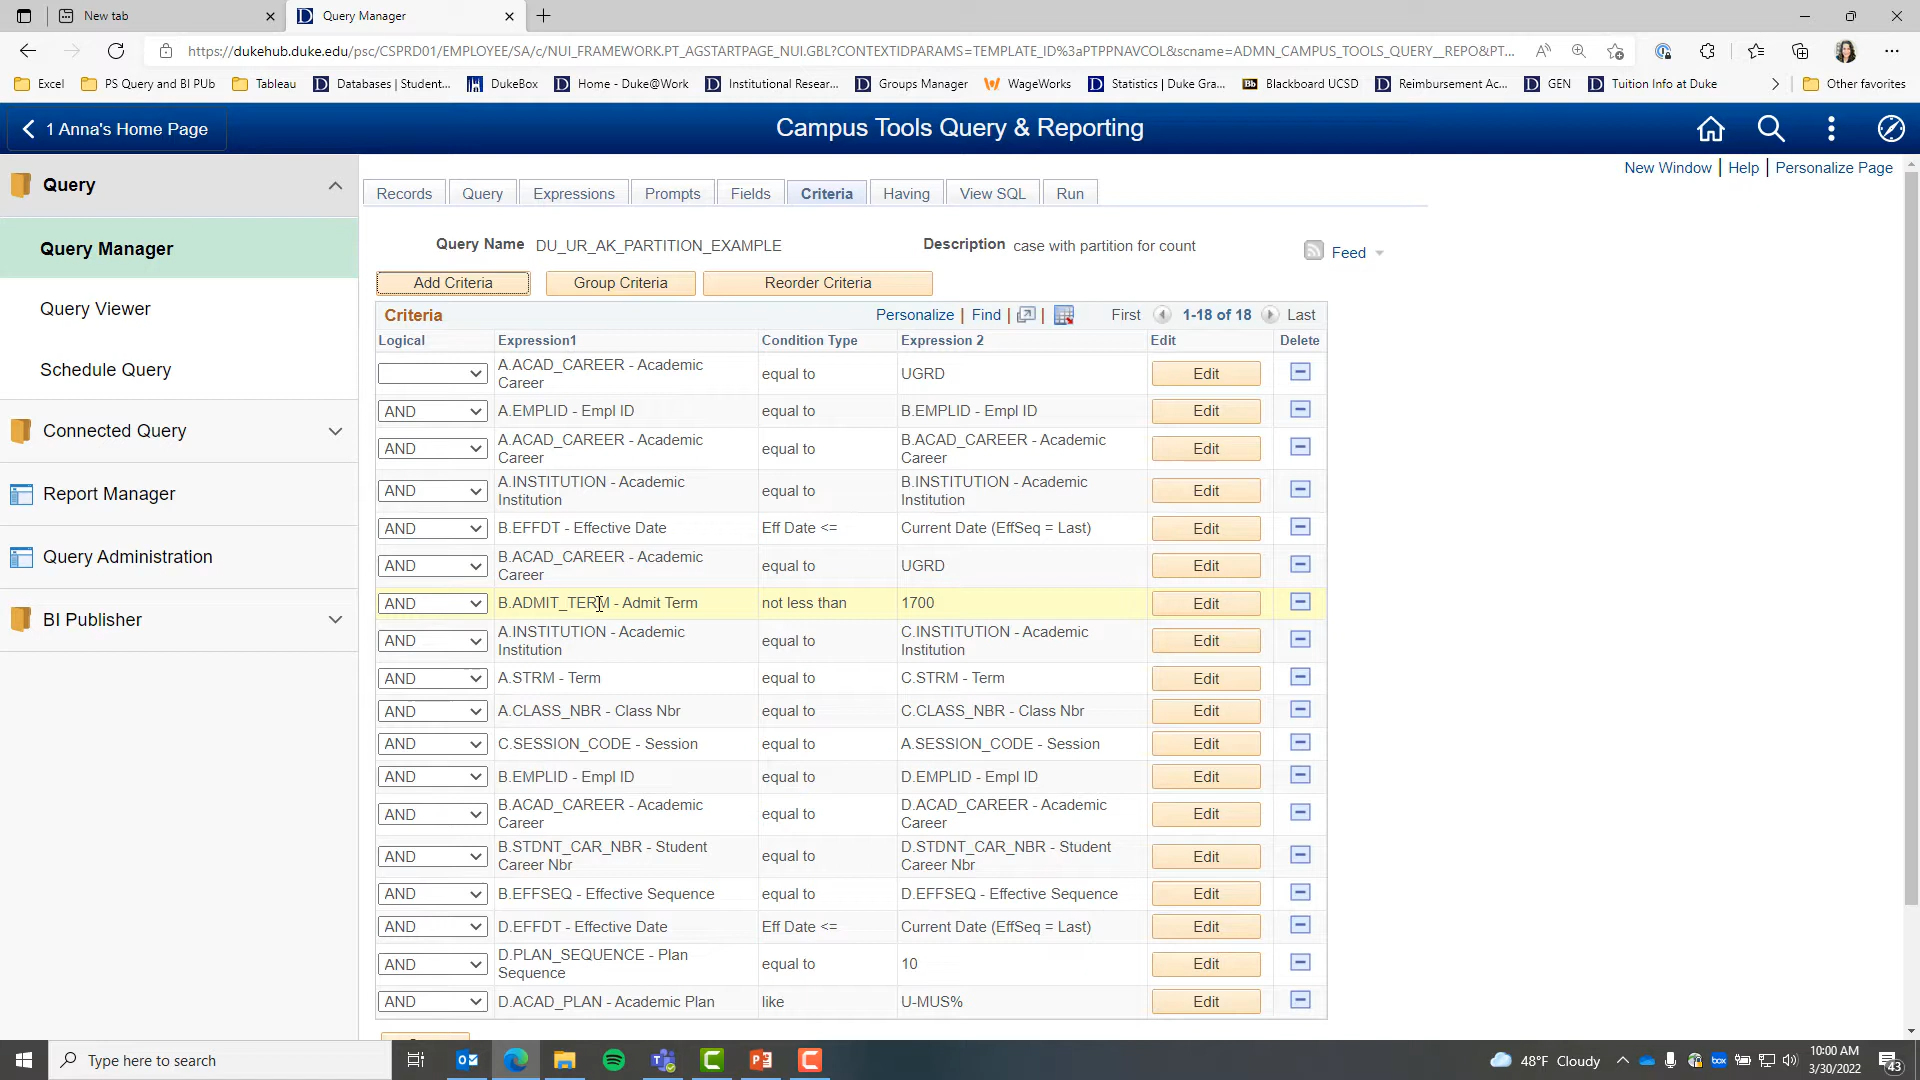 New tab
Query Manager
https://dukehub.duke.edu/psc/CSPRD01/EMPLOYEE/SA/c/NUI_FRAMEWORK.PT_AGSTARTPAGE_NUI.GBL?CONTEXTIDPARAMS=TEMPLATE_ID%3aPTPPNAVCOL&scname=ADMN_CAMPUS_TOOLS_QUERY__REPO&PT...
Excel PS Query and BI PUb Tableau Databases | Student... DukeBox Home - Duke@Work Institutional Resear... Groups Manager WageWorks Statistics | Duke Gra... Blackboard UCSD Reimbursement Ac... GEN Tuition Info at Duke Other favorites
1 Anna's Home Page
Campus Tools Query & Reporting
New Window | Help | Personalize Page
Query
Query Manager
Query Viewer
Schedule Query
Connected Query
Report Manager
Query Administration
BI Publisher
Records Query Expressions Prompts Fields Criteria Having View SQL Run
Query Name DU_UR_AK_PARTITION_EXAMPLE Description case with partition for count
Feed
Add Criteria Group Criteria Reorder Criteria
Criteria Personalize | Find | | First 1-18 of 18 Last
Logical Expression1 Condition Type Expression 2 Edit Delete
A.ACAD_CAREER - Academic Career equal to UGRD Edit
AND A.EMPLID - Empl ID equal to B.EMPLID - Empl ID Edit
AND A.ACAD_CAREER - Academic Career equal to B.ACAD_CAREER - Academic Career Edit
AND A.INSTITUTION - Academic Institution equal to B.INSTITUTION - Academic Institution Edit
AND B.EFFDT - Effective Date Eff Date <= Current Date (EffSeq = Last) Edit
AND B.ACAD_CAREER - Academic Career equal to UGRD Edit
AND B.ADMIT_TERM - Admit Term not less than 1700 Edit
AND A.INSTITUTION - Academic Institution equal to C.INSTITUTION - Academic Institution Edit
AND A.STRM - Term equal to C.STRM - Term Edit
AND A.CLASS_NBR - Class Nbr equal to C.CLASS_NBR - Class Nbr Edit
AND C.SESSION_CODE - Session equal to A.SESSION_CODE - Session Edit
AND B.EMPLID - Empl ID equal to D.EMPLID - Empl ID Edit
AND B.ACAD_CAREER - Academic Career equal to D.ACAD_CAREER - Academic Career Edit
AND B.STDNT_CAR_NBR - Student Career Nbr equal to D.STDNT_CAR_NBR - Student Career Nbr Edit
AND B.EFFSEQ - Effective Sequence equal to D.EFFSEQ - Effective Sequence Edit
AND D.EFFDT - Effective Date Eff Date <= Current Date (EffSeq = Last) Edit
AND D.PLAN_SEQUENCE - Plan Sequence equal to 10 Edit
AND D.ACAD_PLAN - Academic Plan like U-MUS% Edit
Type here to search
48°F Cloudy
10:00 AM
3/30/2022
43